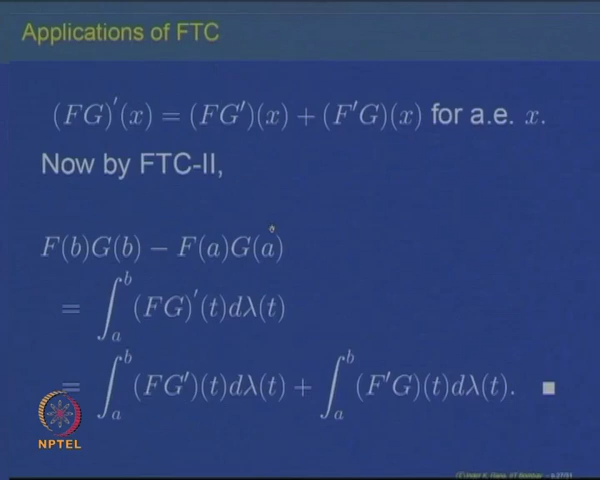 Applications of FTC
(FG)′(x) = (FG′)(x) + (F′G)(x) for a.e. x.
Now by FTC-II,
F(b)G(b) − F(a)G(a)
= ∫_a^b (FG)′(t)dλ(t)
= ∫_a^b (FG′)(t)dλ(t) + ∫_a^b (F′G)(t)dλ(t). ■
NPTEL